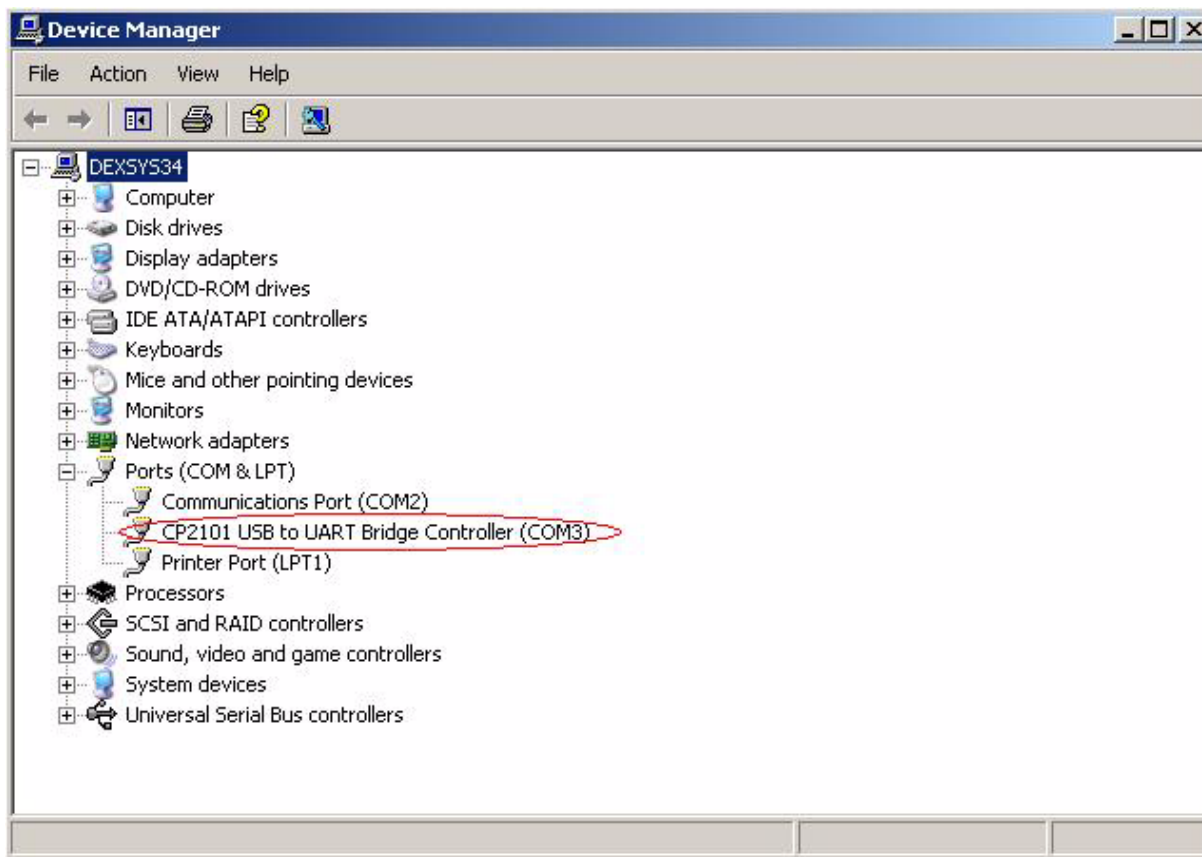 Device Manager
File Action View Help
DEXSYS34
Computer
Disk drives
Display adapters
DVD/CD-ROM drives
IDE ATA/ATAPI controllers
Keyboards
Mice and other pointing devices
Monitors
Network adapters
Ports (COM & LPT)
Communications Port (COM2)
CP2101 USB to UART Bridge Controller (COM3)
Printer Port (LPT1)
Processors
SCSI and RAID controllers
Sound, video and game controllers
System devices
Universal Serial Bus controllers